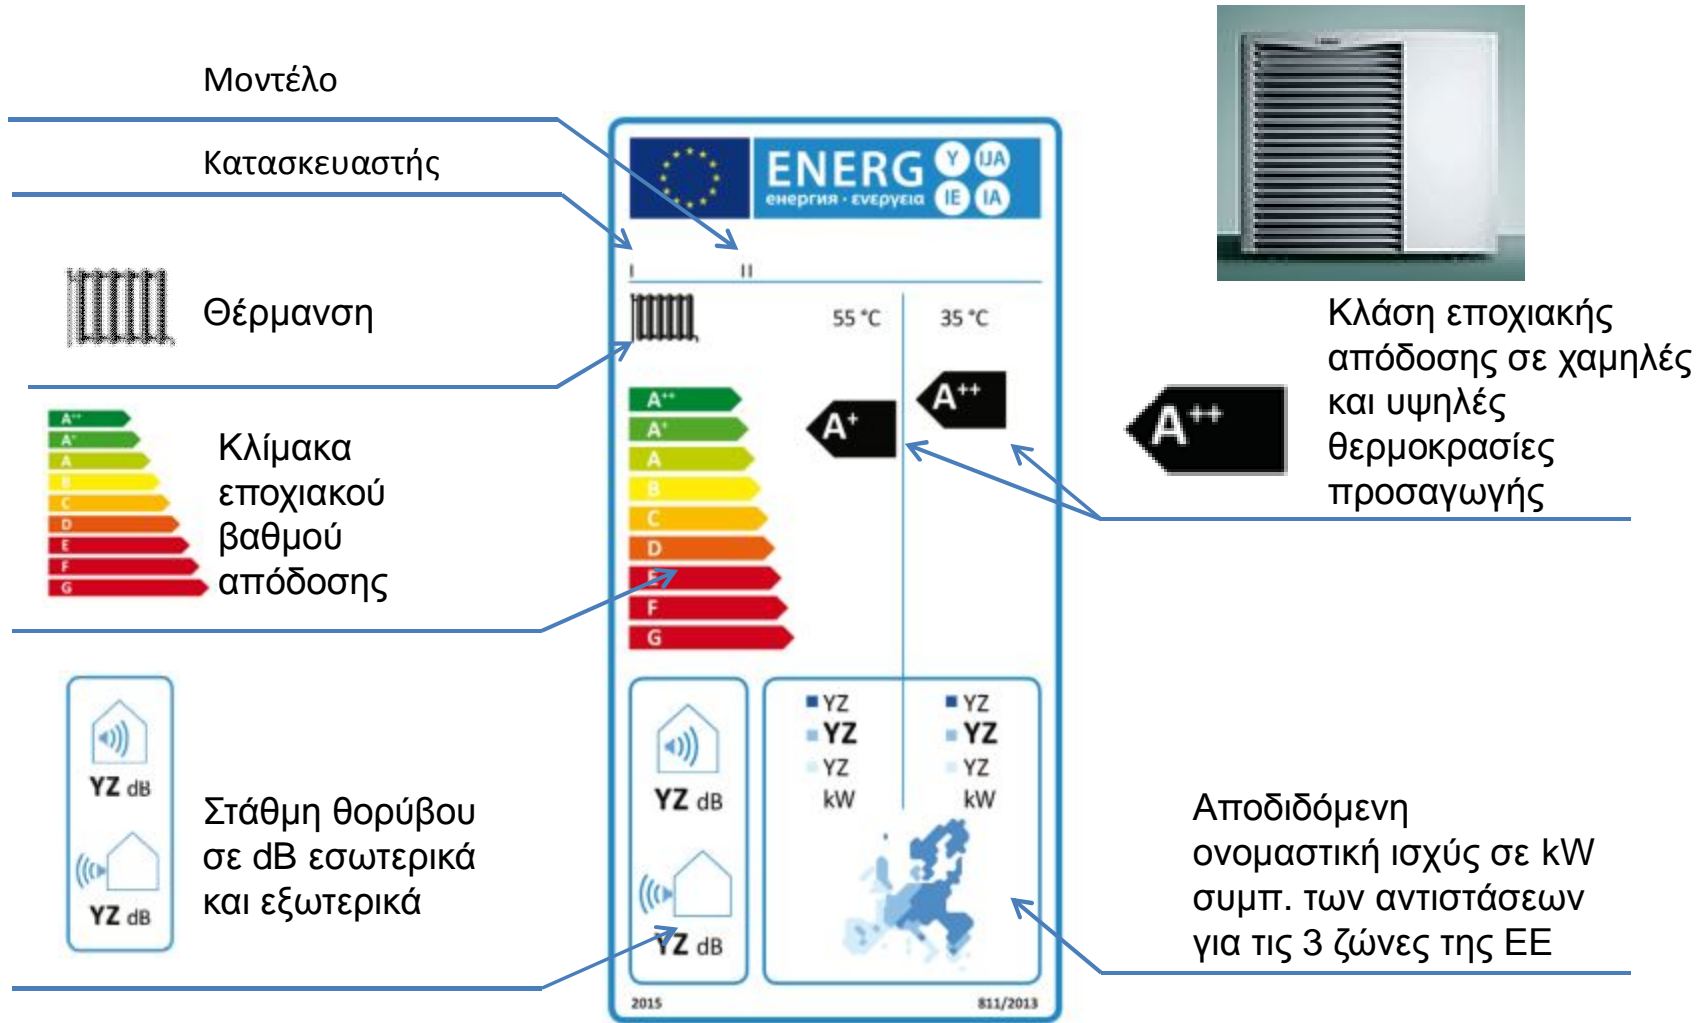 Μοντέλο
Κατασκευαστής
Θέρμανση
A++
A+
A
B
C
D
E
F
G
Κλίμακα
εποχιακού
βαθμού
απόδοσης
YZ dB
YZ dB
Στάθμη θορύβου
σε dB εσωτερικά
και εξωτερικά
ENERG
енергия · ενεργεια
Y IJA
IE IA
I II
55 °C 35 °C
A++
A+
A
B
C
D
E
F
G
A+
A++
YZ dB
YZ dB
YZ
YZ
YZ
kW
YZ
YZ
YZ
kW
2015 811/2013
A++
Κλάση εποχιακής
απόδοσης σε χαμηλές
και υψηλές
θερμοκρασίες
προσαγωγής
Αποδιδόμενη
ονομαστική ισχύς σε kW
συμπ. των αντιστάσεων
για τις 3 ζώνες της ΕΕ